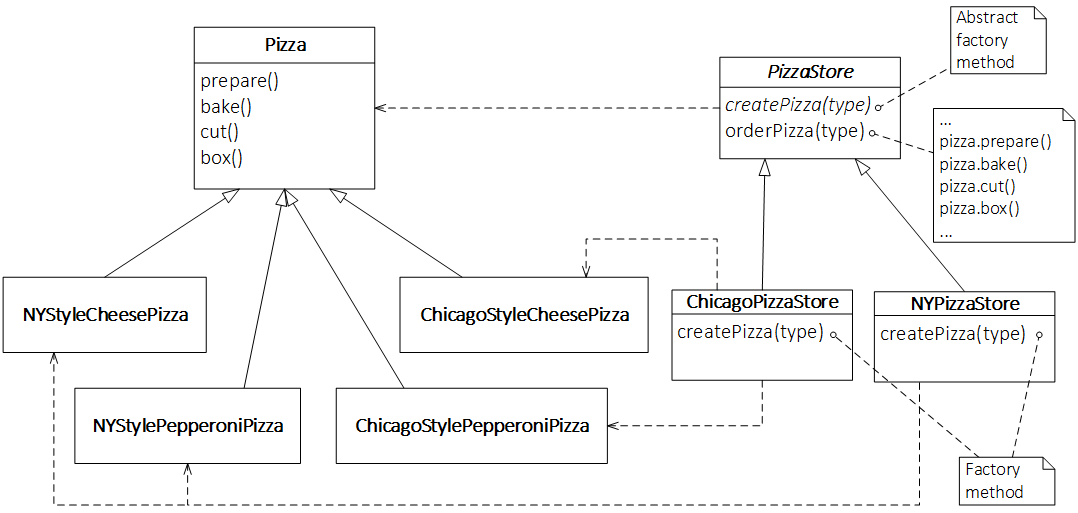 Pizza
prepare()
bake()
cut()
box()
PizzaStore
createPizza(type)
orderPizza(type)
Abstract
factory
method
...
pizza.prepare()
pizza.bake()
pizza.cut()
pizza.box()
...
NYStyleCheesePizza
ChicagoStyleCheesePizza
ChicagoPizzaStore
createPizza(type)
NYPizzaStore
createPizza(type)
NYStylePepperoniPizza
ChicagoStylePepperoniPizza
Factory
method